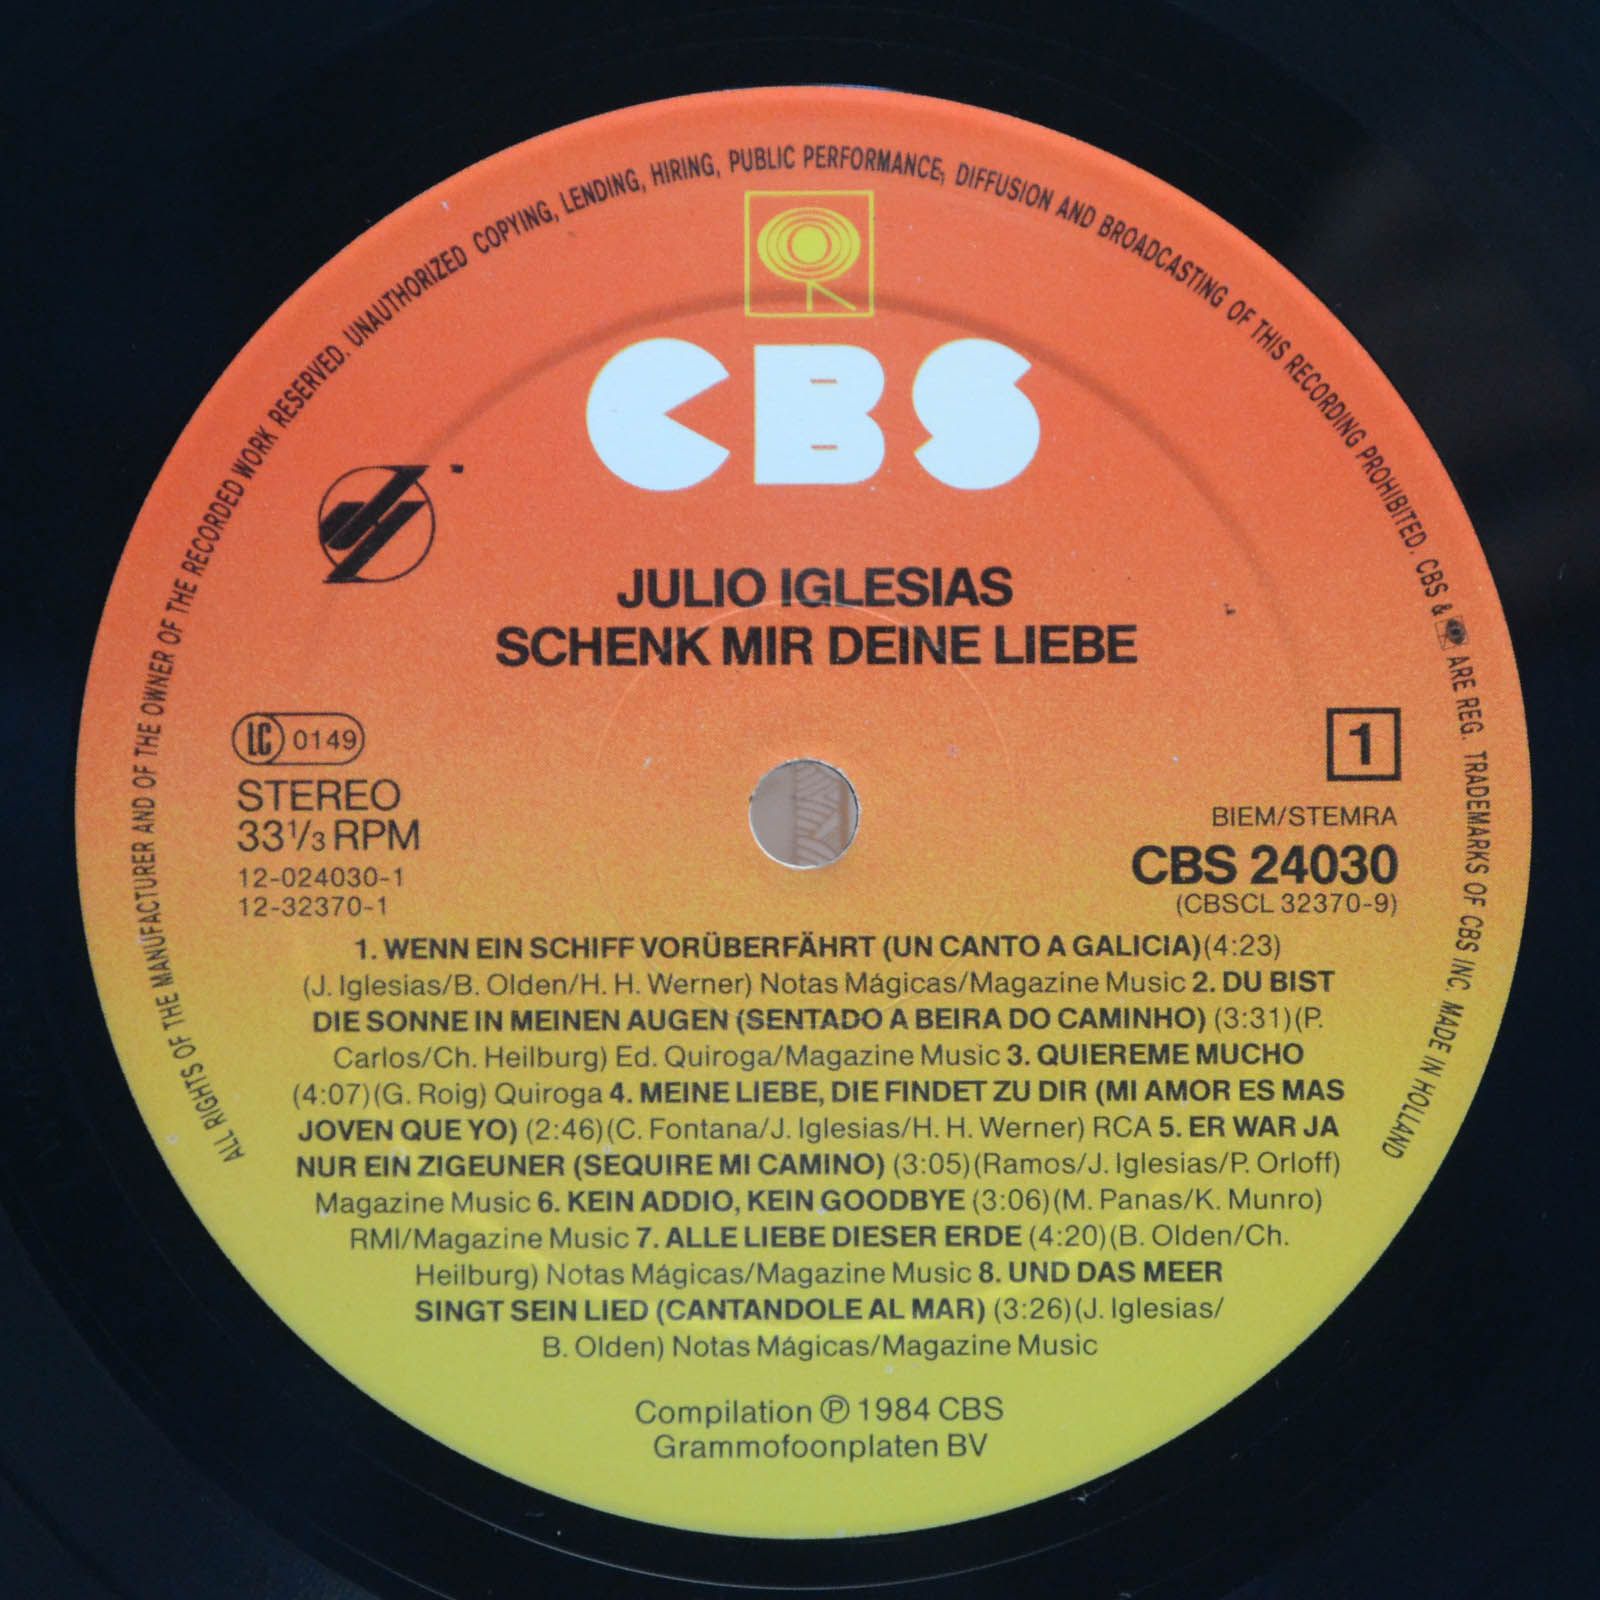 ALL RIGHTS OF THE MANUFACTURER AND OF THE OWNER OF THE RECORDED WORK RESERVED. UNAUTHORIZED COPYING, LENDING, HIRING, PUBLIC PERFORMANCE, DIFFUSION AND BROADCASTING OF THIS RECORDING PROHIBITED. CBS & ARE REG. TRADEMARKS OF CBS INC. MADE IN HOLLAND
CBS
JULIO IGLESIAS
SCHENK MIR DEINE LIEBE
LC 0149
STEREO
33 1/3 RPM
12-024030-1
12-32370-1
1
BIEM/STEMRA
CBS 24030
(CBSCL 32370-9)
1. WENN EIN SCHIFF VORÜBERFÄHRT (UN CANTO A GALICIA)(4:23)
(J. Iglesias/B. Olden/H. H. Werner) Notas Mágicas/Magazine Music 2. DU BIST
DIE SONNE IN MEINEN AUGEN (SENTADO A BEIRA DO CAMINHO) (3:31)(P.
Carlos/Ch. Heilburg) Ed. Quiroga/Magazine Music 3. QUIEREME MUCHO
(4:07)(G. Roig) Quiroga 4. MEINE LIEBE, DIE FINDET ZU DIR (MI AMOR ES MAS
JOVEN QUE YO) (2:46)(C. Fontana/J. Iglesias/H. H. Werner) RCA 5. ER WAR JA
NUR EIN ZIGEUNER (SEQUIRE MI CAMINO) (3:05)(Ramos/J. Iglesias/P. Orloff)
Magazine Music 6. KEIN ADDIO, KEIN GOODBYE (3:06)(M. Panas/K. Munro)
RMI/Magazine Music 7. ALLE LIEBE DIESER ERDE (4:20)(B. Olden/Ch.
Heilburg) Notas Mágicas/Magazine Music 8. UND DAS MEER
SINGT SEIN LIED (CANTANDOLE AL MAR) (3:26)(J. Iglesias/
B. Olden) Notas Mágicas/Magazine Music
Compilation ℗ 1984 CBS
Grammofoonplaten BV